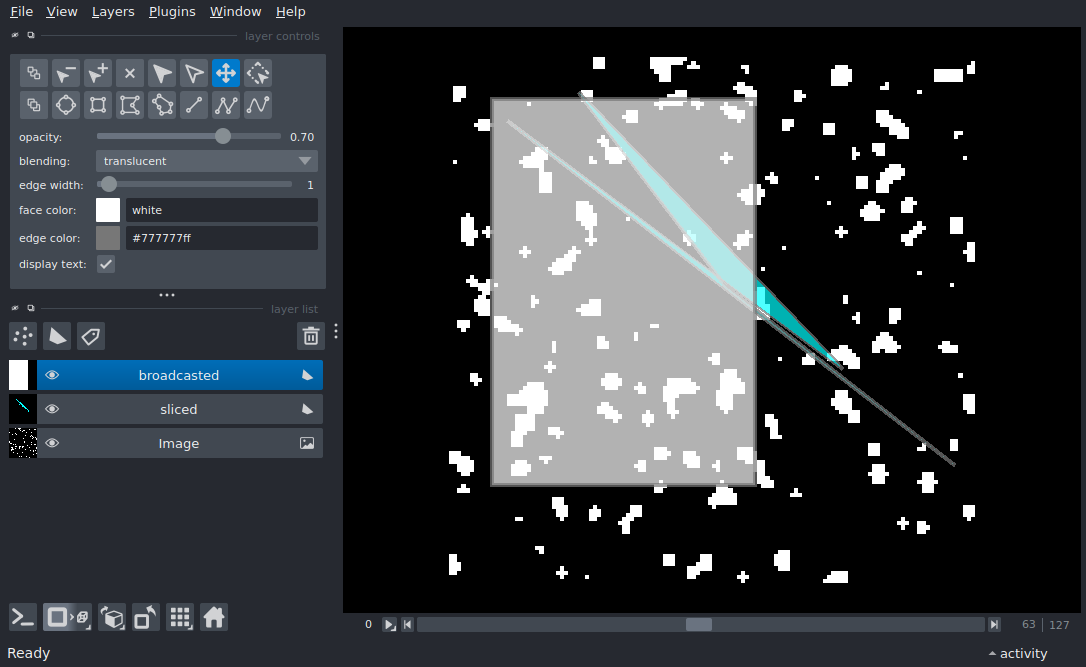 File View Layers Plugins Window Help
layer controls
opacity: 0.70
blending: translucent
edge width: 1
face color: white
edge color: #777777ff
display text:
layer list
broadcasted
sliced
Image
0 63 127
Ready activity